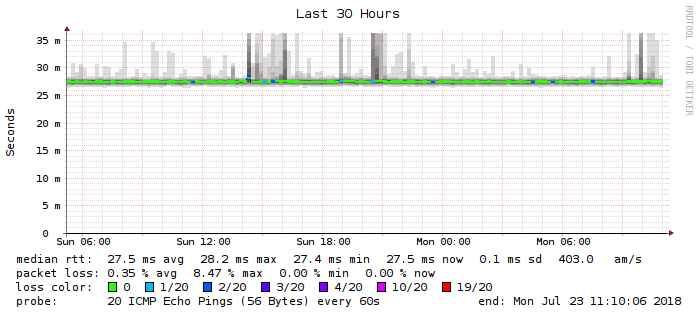 Last 30 Hours
RRDTOOL / TOBI OETIKER
Seconds
35 m
30 m
25 m
20 m
15 m
10 m
5 m
0
Sun 06:00 Sun 12:00 Sun 18:00 Mon 00:00 Mon 06:00
median rtt: 27.5 ms avg 28.2 ms max 27.4 ms min 27.5 ms now 0.1 ms sd 403.0 am/s
packet loss: 0.35 % avg 8.47 % max 0.00 % min 0.00 % now
loss color: 0 1/20 2/20 3/20 4/20 10/20 19/20
probe: 20 ICMP Echo Pings (56 Bytes) every 60s end: Mon Jul 23 11:10:06 2018